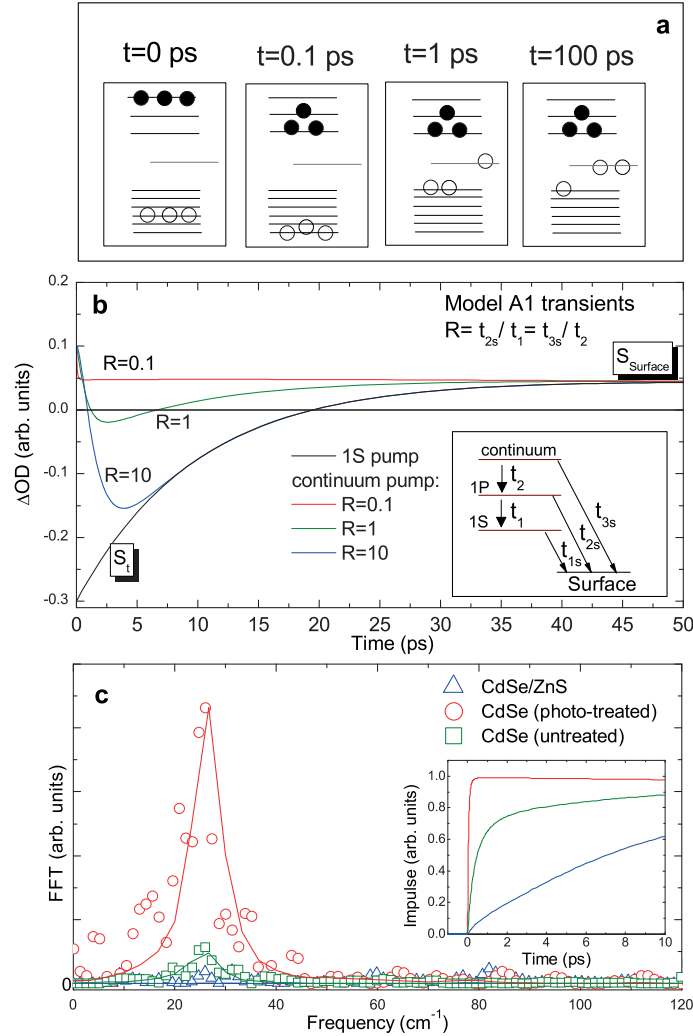 a
t=0 ps
t=0.1 ps
t=1 ps
t=100 ps
0.2
0.1
0.0
-0.1
-0.2
-0.3
ΔOD (arb. units)
b
Model A1 transients
R= t2s/ t1= t3s/ t2
SSurface
R=0.1
R=1
R=10
St
1S pump
continuum pump:
R=0.1
R=1
R=10
continuum
t2
1P
t1
1S
t3s
t2s
t1s
Surface
0 5 10 15 20 25 30 35 40 45 50
Time (ps)
c
CdSe/ZnS
CdSe (photo-treated)
CdSe (untreated)
FFT (arb. units)
0
1.0
0.8
0.6
0.4
0.2
0.0
Impulse (arb. units)
0 2 4 6 8 10
Time (ps)
0 20 40 60 80 100 120
Frequency (cm-1)